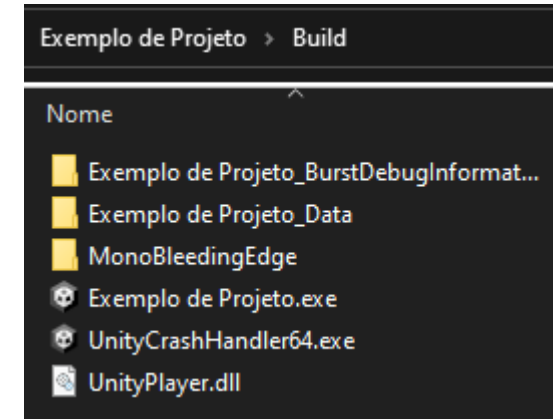 Exemplo de Projeto > Build
Nome
Exemplo de Projeto_BurstDebugInformat...
Exemplo de Projeto_Data
MonoBleedingEdge
Exemplo de Projeto.exe
UnityCrashHandler64.exe
UnityPlayer.dll